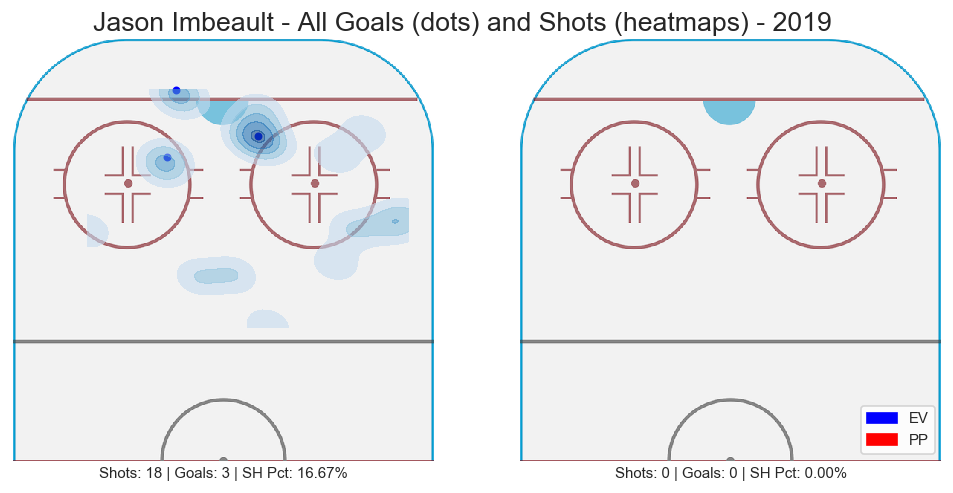 Jason Imbeault - All Goals (dots) and Shots (heatmaps) - 2019
EV
PP
Shots: 18 | Goals: 3 | SH Pct: 16.67%
Shots: 0 | Goals: 0 | SH Pct: 0.00%